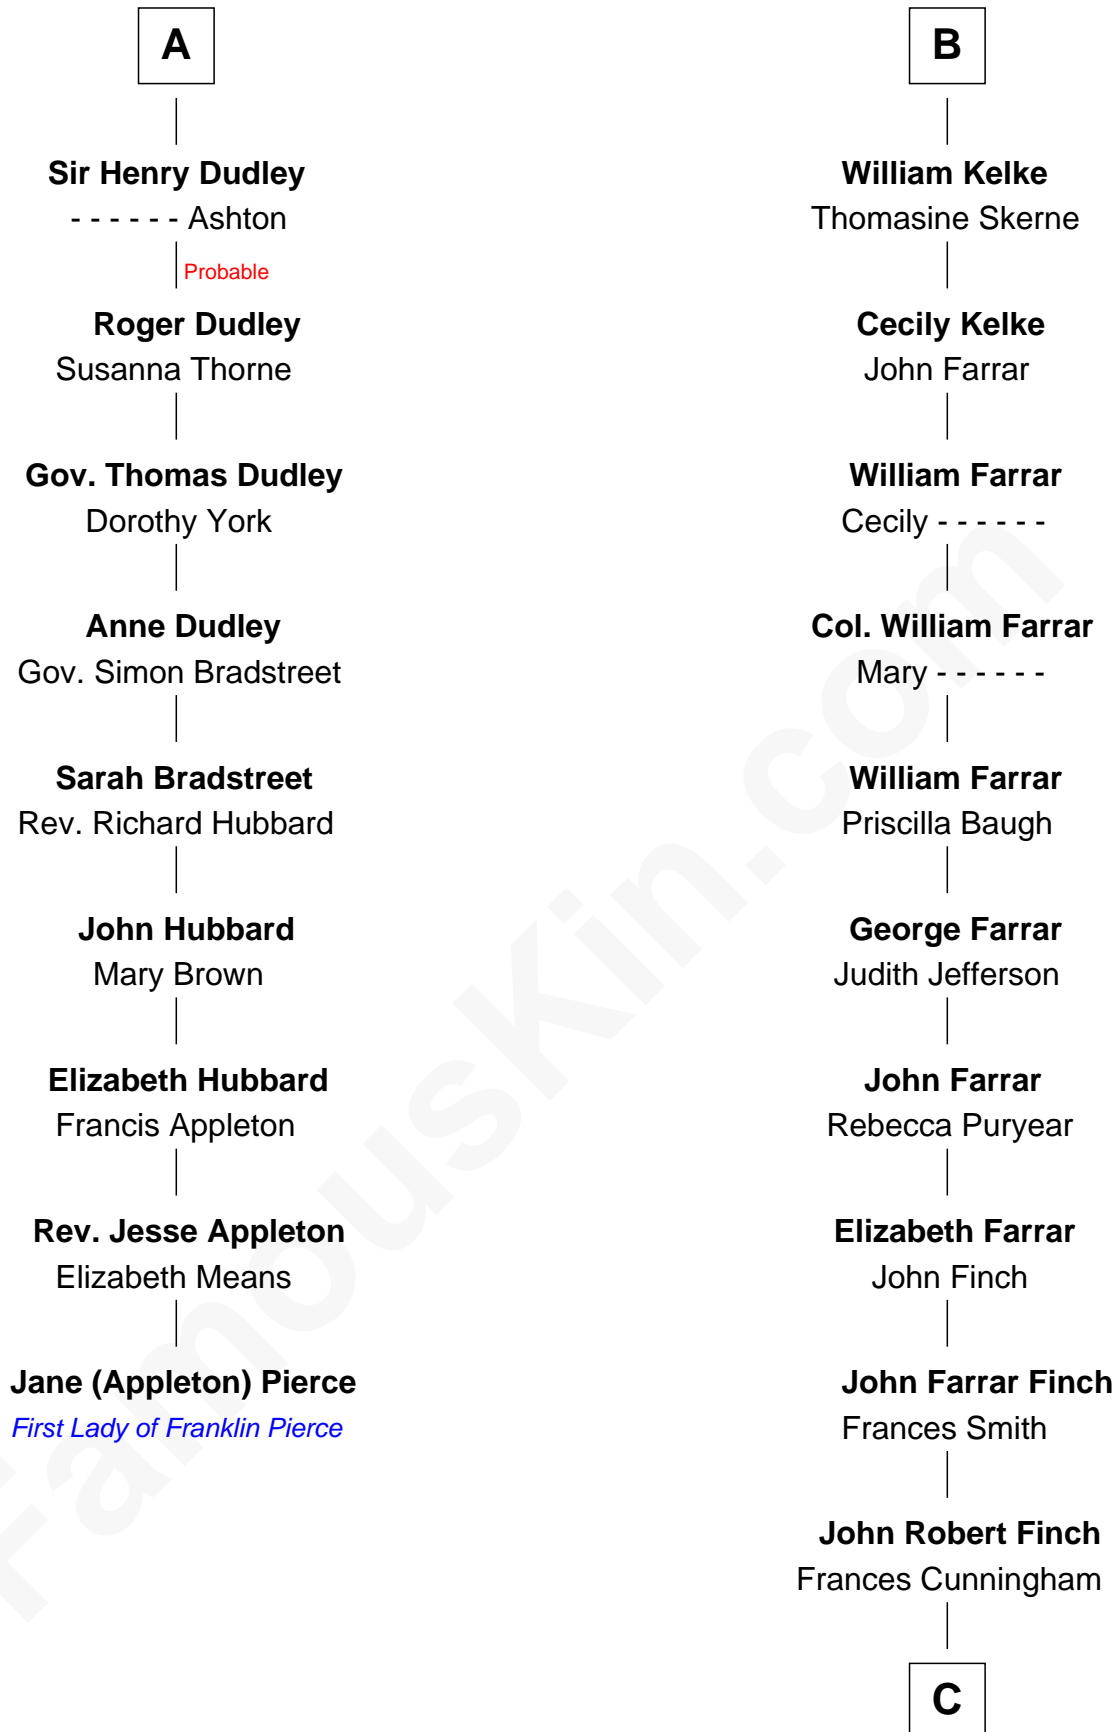 A
Sir Henry Dudley
- - - - - - Ashton
Probable
Roger Dudley
Susanna Thorne
Gov. Thomas Dudley
Dorothy York
Anne Dudley
Gov. Simon Bradstreet
Sarah Bradstreet
Rev. Richard Hubbard
John Hubbard
Mary Brown
Elizabeth Hubbard
Francis Appleton
Rev. Jesse Appleton
Elizabeth Means
Jane (Appleton) Pierce
First Lady of Franklin Pierce
B
William Kelke
Thomasine Skerne
Cecily Kelke
John Farrar
William Farrar
Cecily - - - - - -
Col. William Farrar
Mary - - - - - -
William Farrar
Priscilla Baugh
George Farrar
Judith Jefferson
John Farrar
Rebecca Puryear
Elizabeth Farrar
John Finch
John Farrar Finch
Frances Smith
John Robert Finch
Frances Cunningham
C
FamousKin.com